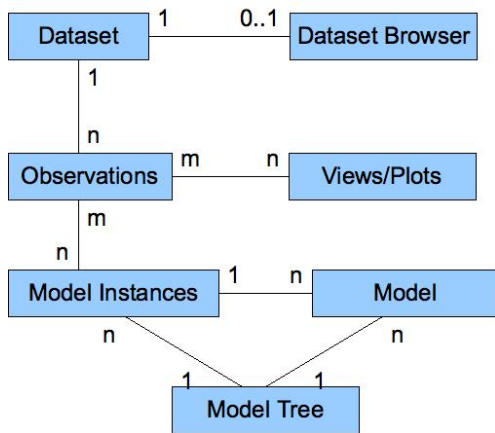 Dataset 1 0..1 Dataset Browser
1
n
Observations m n Views/Plots
m
n
Model Instances 1 n Model
n n
1 1
Model Tree